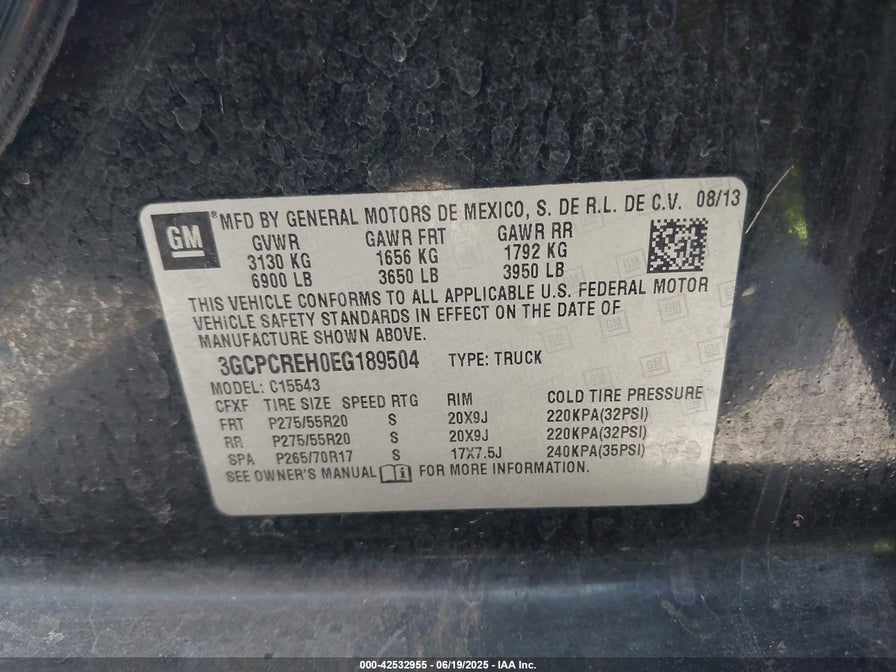 GM ® MFD BY GENERAL MOTORS DE MEXICO, S. DE R.L. DE C.V. 08/13
GVWR GAWR FRT GAWR RR
3130 KG 1656 KG 1792 KG
6900 LB 3650 LB 3950 LB
THIS VEHICLE CONFORMS TO ALL APPLICABLE U.S. FEDERAL MOTOR
VEHICLE SAFETY STANDARDS IN EFFECT ON THE DATE OF
MANUFACTURE SHOWN ABOVE.
3GCPCREH0EG189504 TYPE: TRUCK
MODEL: C15543
CFXF TIRE SIZE SPEED RTG RIM COLD TIRE PRESSURE
FRT P275/55R20 S 20X9J 220KPA(32PSI)
RR P275/55R20 S 20X9J 220KPA(32PSI)
SPA P265/70R17 S 17X7.5J 240KPA(35PSI)
SEE OWNER'S MANUAL FOR MORE INFORMATION.
000-42532955 - 06/19/2025 - IAA Inc.